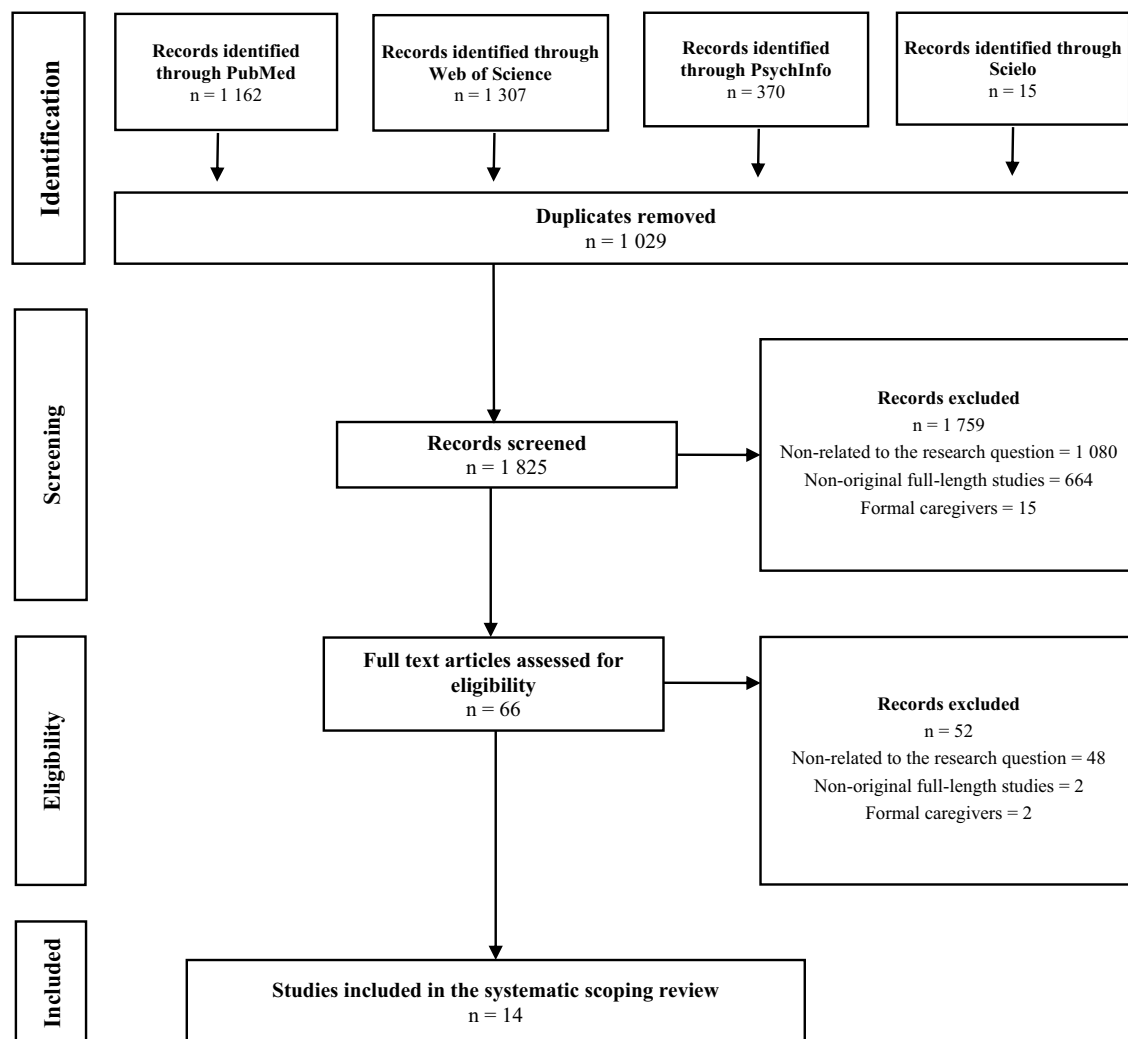 Identification
Records identified
through PubMed
n = 1 162
Records identified through
Web of Science
n = 1 307
Records identified
through PsychInfo
n = 370
Records identified through
Scielo
n = 15
Duplicates removed
n = 1 029
Screening
Records screened
n = 1 825
Records excluded
n = 1 759
Non-related to the research question = 1 080
Non-original full-length studies = 664
Formal caregivers = 15
Eligibility
Full text articles assessed for
eligibility
n = 66
Records excluded
n = 52
Non-related to the research question = 48
Non-original full-length studies = 2
Formal caregivers = 2
Included
Studies included in the systematic scoping review
n = 14